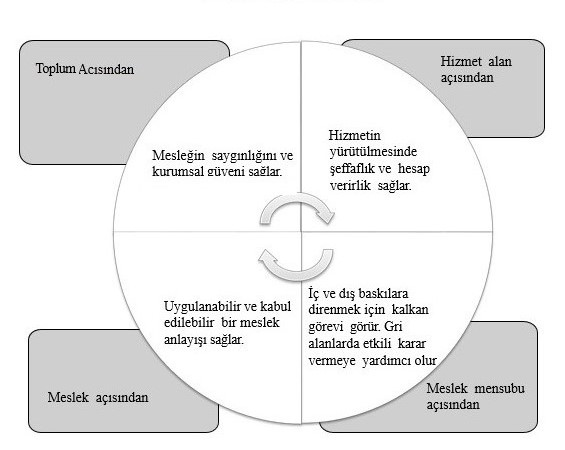 Toplum Acısından
Hizmet alan
açısından
Mesleğin saygınlığını ve
kurumsal güveni sağlar.
Hizmetin
yürütülmesinde
şeffaflık ve hesap
verirlik sağlar.
Uygulanabilir ve kabul
edilebilir bir meslek
anlayışı sağlar.
İç ve dış baskılara
direnmek için kalkan
görevi görür. Gri
alanlarda etkili karar
vermeye yardımcı olur
Meslek açısından
Meslek mensubu
açısından